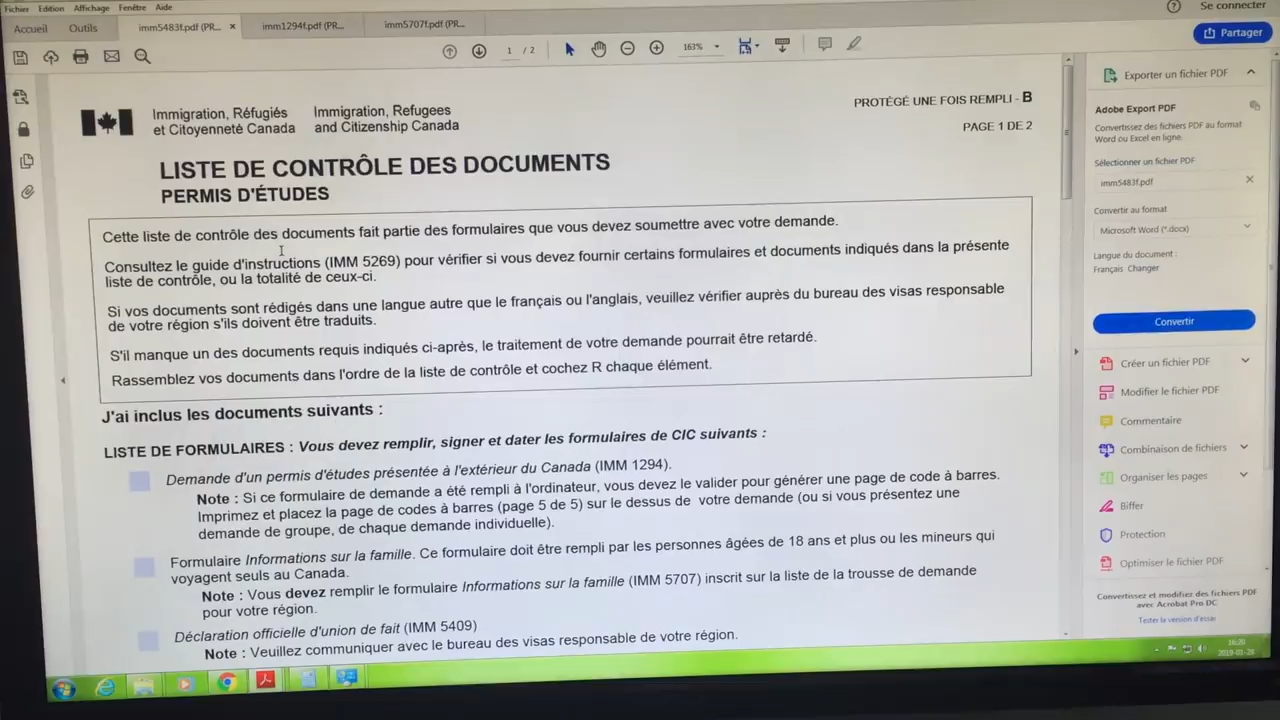 Fichier Edition Affichage Fenêtre Aide
Se connecter
Accueil Outils imm5483f.pdf (PR... × imm1294f.pdf (PR... imm5707f.pdf (PR...
Partager
1 / 2 163%
Exporter un fichier PDF
Adobe Export PDF
Convertissez des fichiers PDF au format
Word ou Excel en ligne.
Sélectionner un fichier PDF
imm5483f.pdf ×
Convertir au format
Microsoft Word (*.docx)
Langue du document :
Français Changer
Convertir
Créer un fichier PDF
Modifier le fichier PDF
Commentaire
Combinaison de fichiers
Organiser les pages
Biffer
Protection
Optimiser le fichier PDF
Convertissez et modifiez des fichiers PDF
avec Acrobat Pro DC
Tester la version d'essai
Immigration, Réfugiés Immigration, Refugees
et Citoyenneté Canada and Citizenship Canada
PROTÉGÉ UNE FOIS REMPLI - B
PAGE 1 DE 2
LISTE DE CONTRÔLE DES DOCUMENTS
PERMIS D'ÉTUDES
Cette liste de contrôle des documents fait partie des formulaires que vous devez soumettre avec votre demande.
Consultez le guide d'instructions (IMM 5269) pour vérifier si vous devez fournir certains formulaires et documents indiqués dans la présente
liste de contrôle, ou la totalité de ceux-ci.
Si vos documents sont rédigés dans une langue autre que le français ou l'anglais, veuillez vérifier auprès du bureau des visas responsable
de votre région s'ils doivent être traduits.
S'il manque un des documents requis indiqués ci-après, le traitement de votre demande pourrait être retardé.
Rassemblez vos documents dans l'ordre de la liste de contrôle et cochez R chaque élément.
J'ai inclus les documents suivants :
LISTE DE FORMULAIRES : Vous devez remplir, signer et dater les formulaires de CIC suivants :
Demande d'un permis d'études présentée à l'extérieur du Canada (IMM 1294).
Note : Si ce formulaire de demande a été rempli à l'ordinateur, vous devez le valider pour générer une page de code à barres.
Imprimez et placez la page de codes à barres (page 5 de 5) sur le dessus de votre demande (ou si vous présentez une
demande de groupe, de chaque demande individuelle).
Formulaire Informations sur la famille. Ce formulaire doit être rempli par les personnes âgées de 18 ans et plus ou les mineurs qui
voyagent seuls au Canada.
Note : Vous devez remplir le formulaire Informations sur la famille (IMM 5707) inscrit sur la liste de la trousse de demande
pour votre région.
Déclaration officielle d'union de fait (IMM 5409)
Note : Veuillez communiquer avec le bureau des visas responsable de votre région.
16:20
2019-01-26